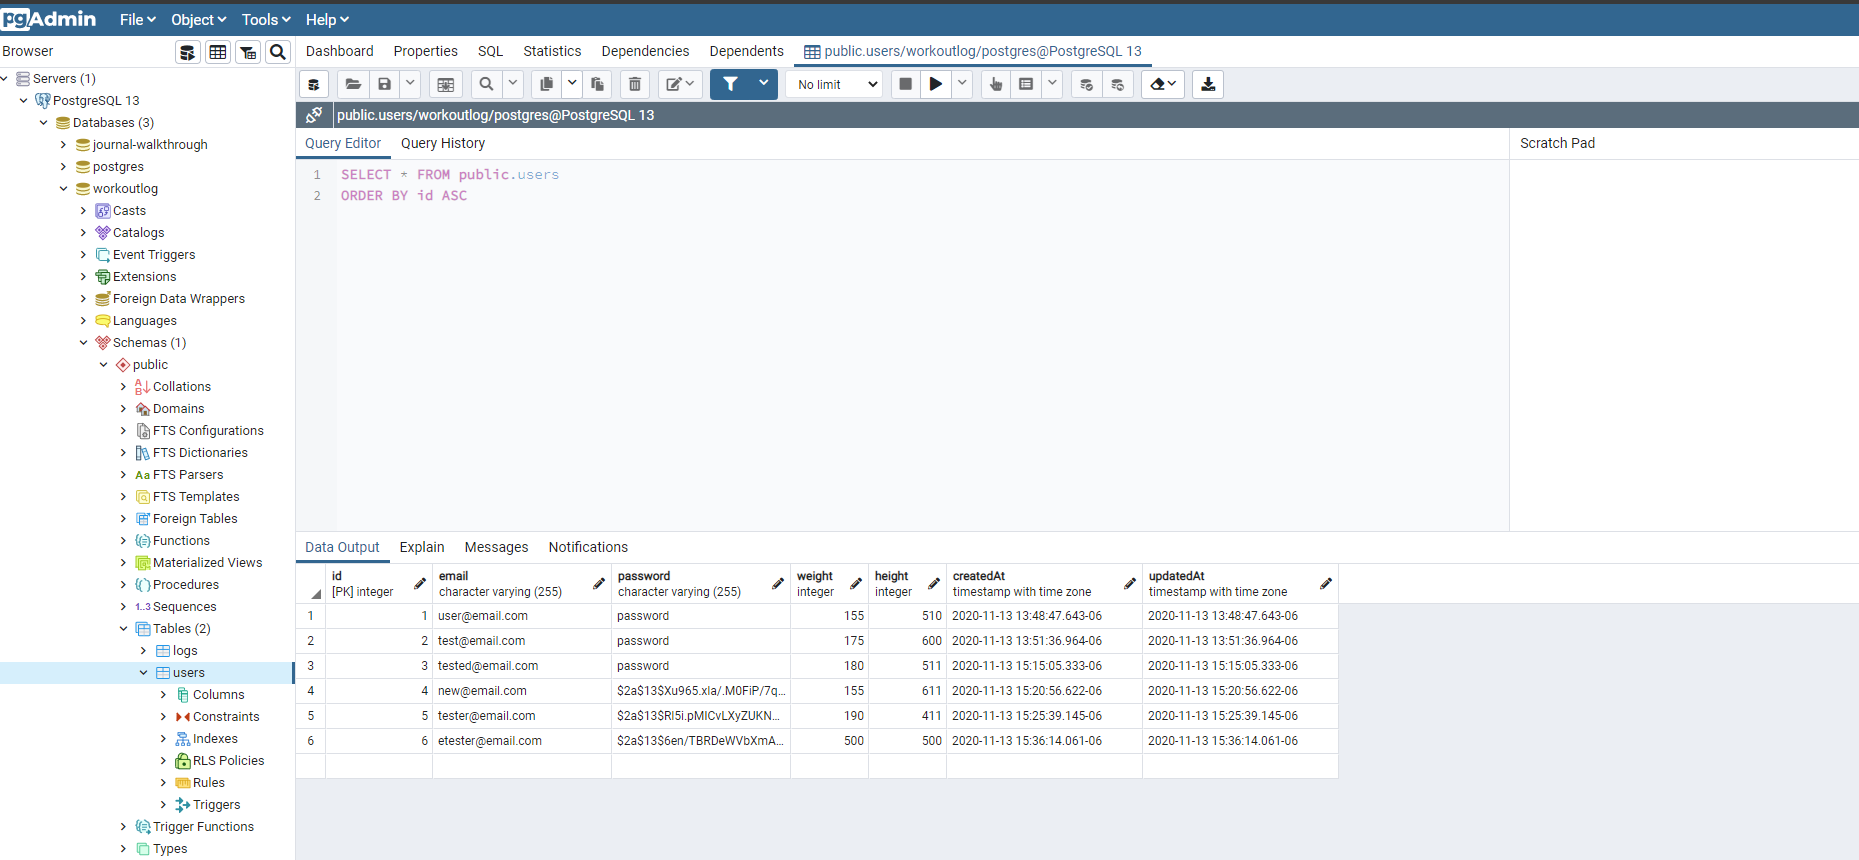 pgAdmin File Object Tools Help
Browser
Dashboard Properties SQL Statistics Dependencies Dependents public.users/workoutlog/postgres@PostgreSQL 13
No limit
public.users/workoutlog/postgres@PostgreSQL 13
Servers (1)
PostgreSQL 13
Databases (3)
journal-walkthrough
postgres
workoutlog
Casts
Catalogs
Event Triggers
Extensions
Foreign Data Wrappers
Languages
Schemas (1)
public
Collations
Domains
FTS Configurations
FTS Dictionaries
Aa FTS Parsers
FTS Templates
Foreign Tables
Functions
Materialized Views
Procedures
1..3 Sequences
Tables (2)
logs
users
Columns
Constraints
Indexes
RLS Policies
Rules
Triggers
Trigger Functions
Types
Query Editor Query History
Scratch Pad
1 SELECT * FROM public.users
2 ORDER BY id ASC
Data Output Explain Messages Notifications
id email password weight height createdAt updatedAt
[PK] integer character varying (255) character varying (255) integer integer timestamp with time zone timestamp with time zone
1 1 user@email.com password 155 510 2020-11-13 13:48:47.643-06 2020-11-13 13:48:47.643-06
2 2 test@email.com password 175 600 2020-11-13 13:51:36.964-06 2020-11-13 13:51:36.964-06
3 3 tested@email.com password 180 511 2020-11-13 15:15:05.333-06 2020-11-13 15:15:05.333-06
4 4 new@email.com 155 611 2020-11-13 15:20:56.622-06 2020-11-13 15:20:56.622-06
5 5 tester@email.com 190 411 2020-11-13 15:25:39.145-06 2020-11-13 15:25:39.145-06
6 6 etester@email.com $2a$13$6en/TBRDeWVbXmA... 500 500 2020-11-13 15:36:14.061-06 2020-11-13 15:36:14.061-06